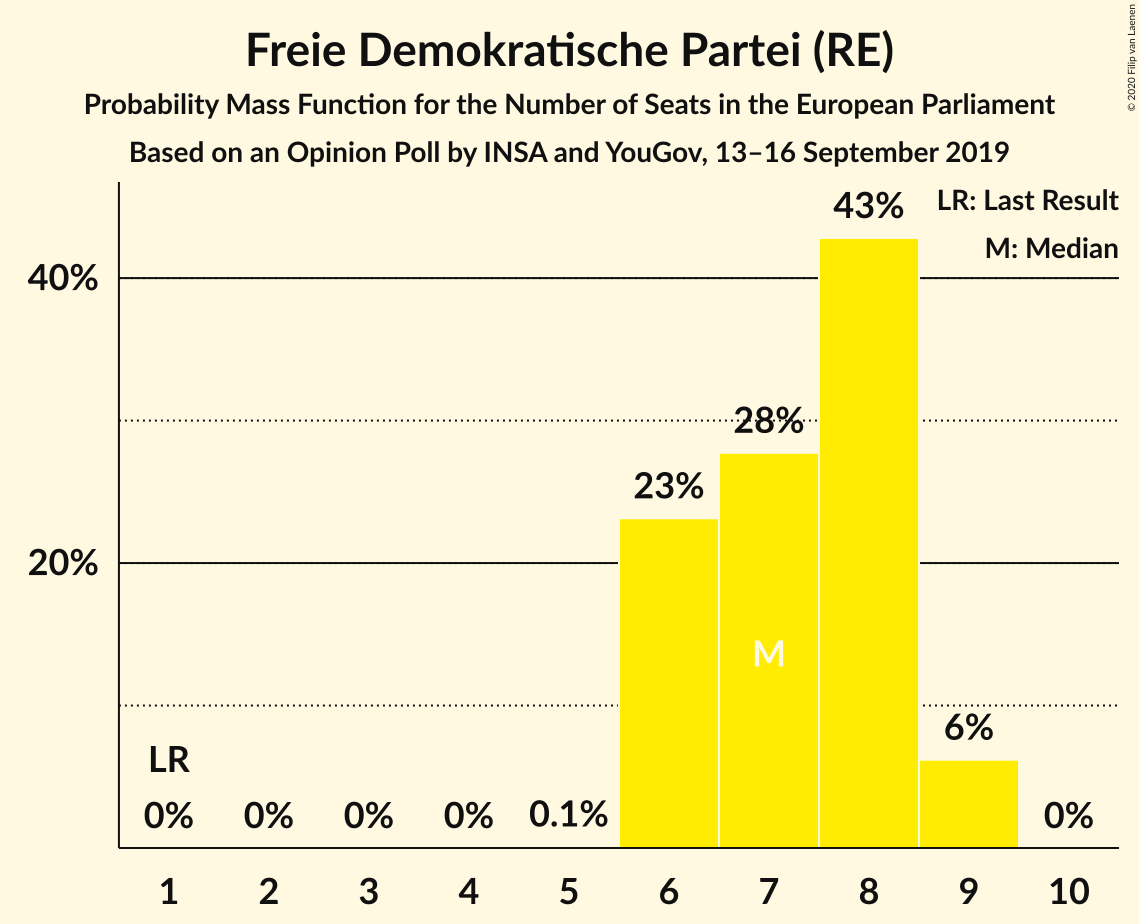 Freie Demokratische Partei (RE)
Probability Mass Function for the Number of Seats in the European Parliament
Based on an Opinion Poll by INSA and YouGov, 13–16 September 2019
© 2020 Filip van Laenen
LR: Last Result
M: Median
43%
40%
28%
23%
20%
M
6%
LR
0% 0% 0% 0% 0.1% 0%
1 2 3 4 5 6 7 8 9 10